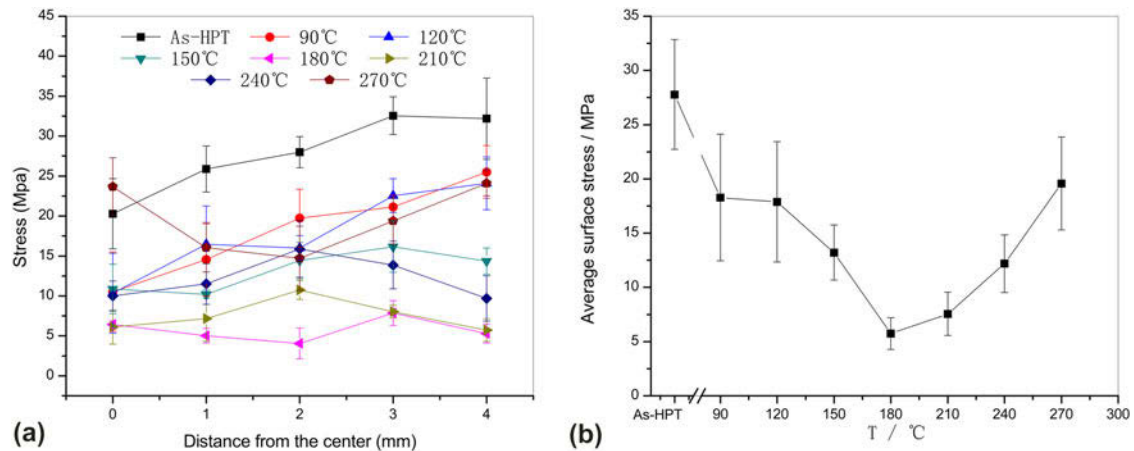 As-HPT 90℃ 120℃
150℃ 180℃ 210℃
240℃ 270℃
45
40
35
30
25
20
15
10
5
0
Stress (Mpa)
0 1 2 3 4
Distance from the center (mm)
(a)
35
30
25
20
15
10
5
0
Average surface stress / MPa
As-HPT 90 120 150 180 210 240 270 300
T / ℃
(b)